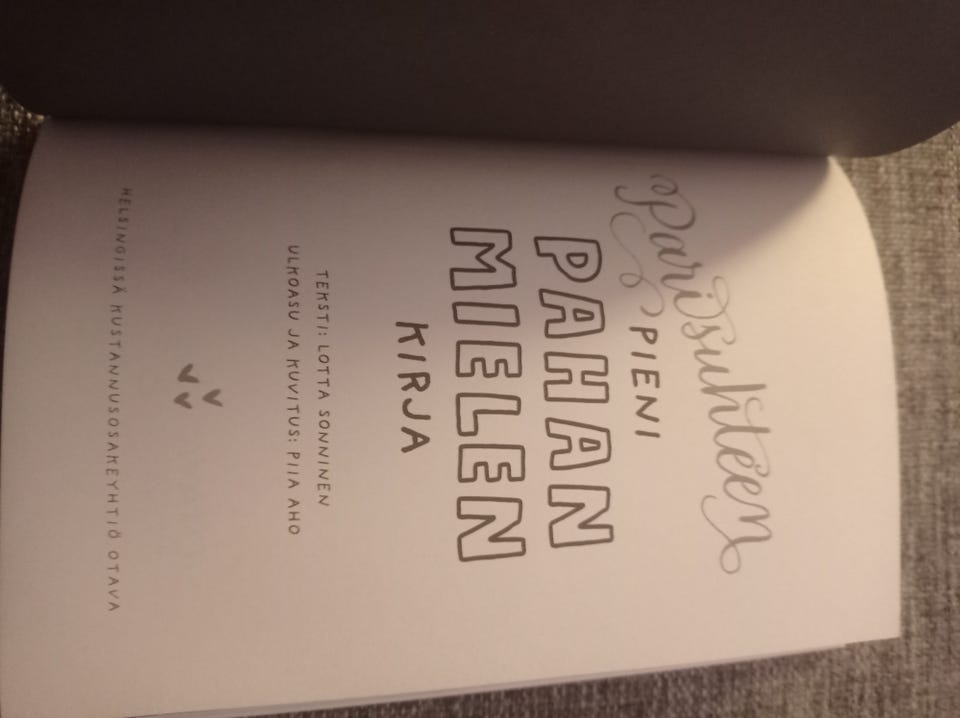 Parisuhteen
PIENI
PAHAN
MIELEN
KIRJA
TEKSTI: LOTTA SONNINEN
ULKOASU JA KUVITUS: PIIA AHO
HELSINGISSÄ KUSTANNUSOSAKEYHTIÖ OTAVA